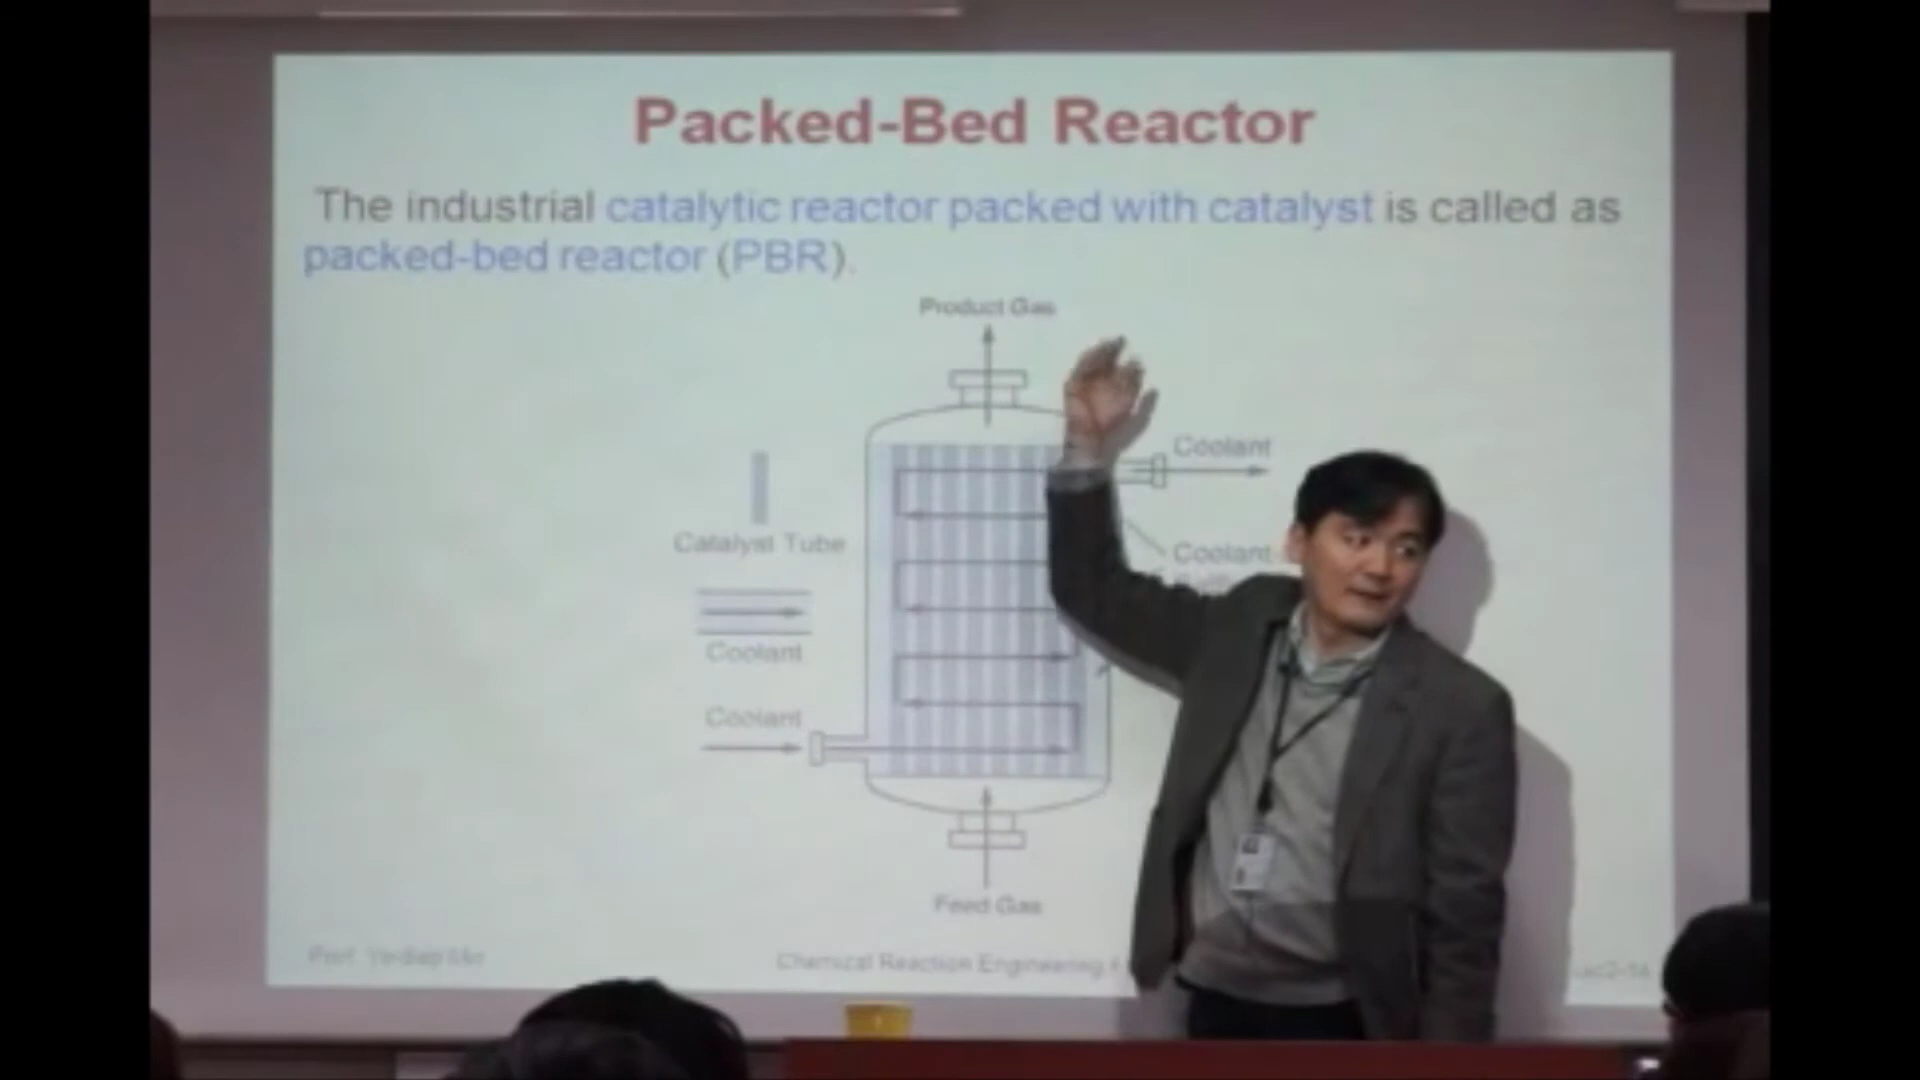 Packed-Bed Reactor
The industrial catalytic reactor packed with catalyst is called as
packed-bed reactor (PBR).
Product Gas
Coolant
Catalyst Tube
Coolant
Coolant
Coolant
Feed Gas
Prof.
Chemical Reaction Engineering